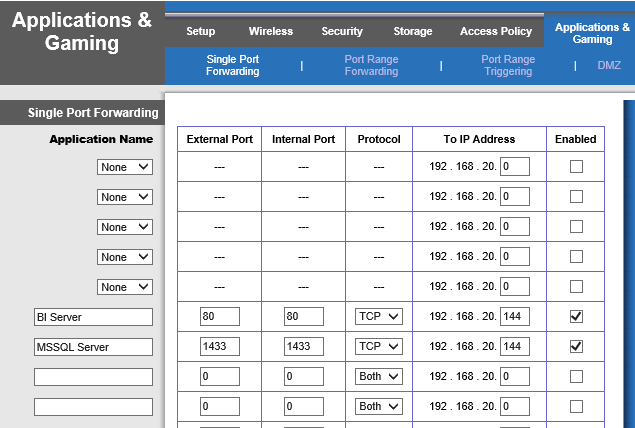 Applications &
Gaming
Setup Wireless Security Storage Access Policy Applications &
Gaming
Single Port
Forwarding | Port Range
Forwarding | Port Range
Triggering | DMZ
Single Port Forwarding
Application Name External Port Internal Port Protocol To IP Address Enabled
None --- --- --- 192 . 168 . 20. 0
None --- --- --- 192 . 168 . 20. 0
None --- --- --- 192 . 168 . 20. 0
None --- --- --- 192 . 168 . 20. 0
None --- --- --- 192 . 168 . 20. 0
BI Server 80 80 TCP 192 . 168 . 20. 144
MSSQL Server 1433 1433 TCP 192 . 168 . 20. 144
0 0 Both 192 . 168 . 20. 0
0 0 Both 192 . 168 . 20. 0